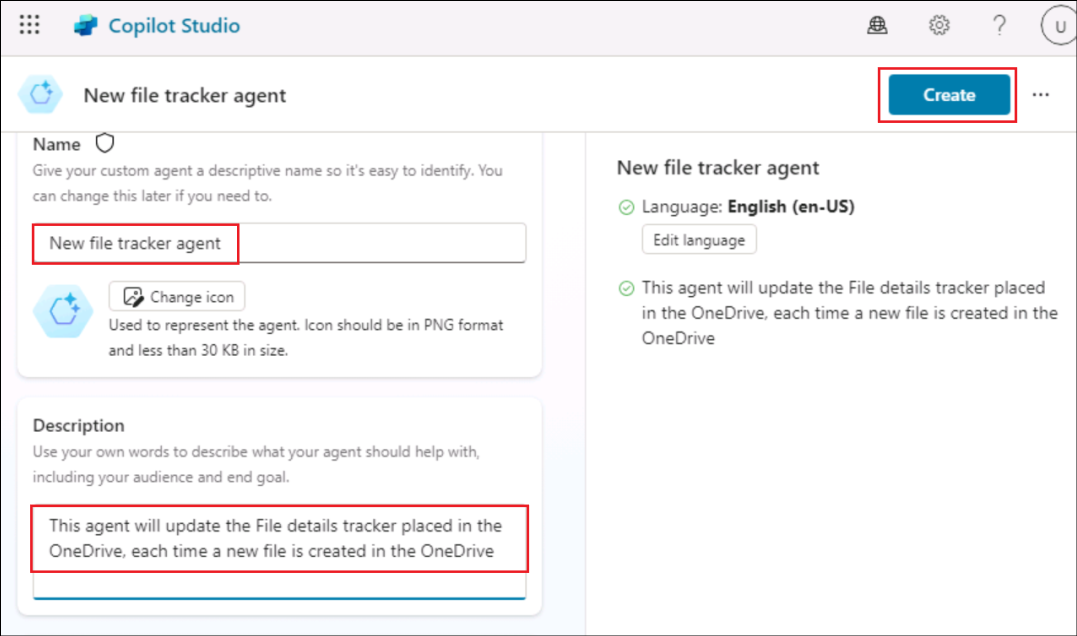 Copilot Studio
?
U
New file tracker agent
Create
...
Name
Give your custom agent a descriptive name so it's easy to identify. You
can change this later if you need to.
New file tracker agent
Change icon
Used to represent the agent. Icon should be in PNG format
and less than 30 KB in size.
Description
Use your own words to describe what your agent should help with,
including your audience and end goal.
This agent will update the File details tracker placed in the
OneDrive, each time a new file is created in the OneDrive
New file tracker agent
Language: English (en-US)
Edit language
This agent will update the File details tracker placed
in the OneDrive, each time a new file is created in the
OneDrive